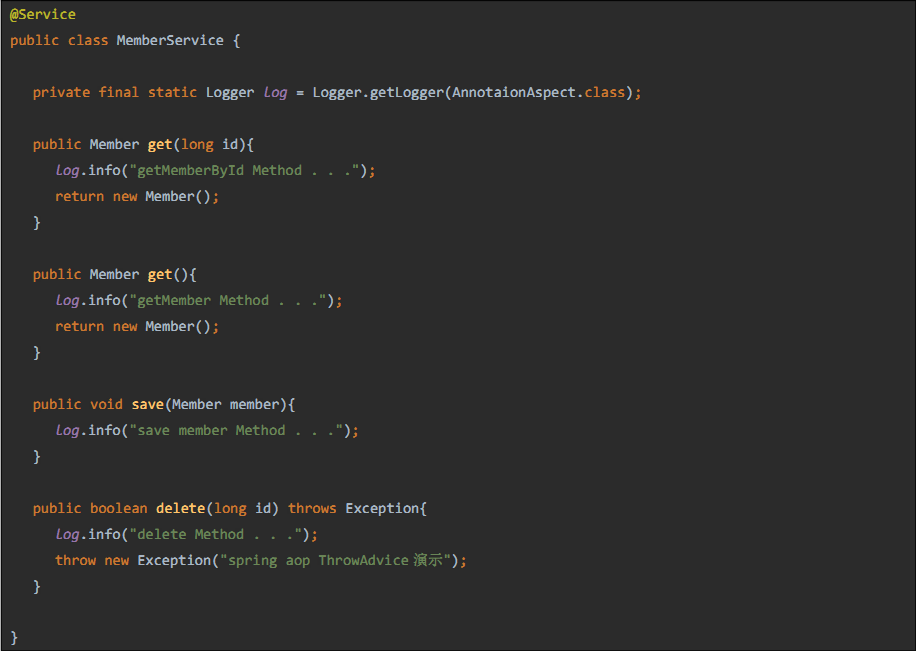 @Service
public class MemberService {
private final static Logger log = Logger.getLogger(AnnotaionAspect.class);
public Member get(long id){
log.info("getMemberById Method . . .");
return new Member();
}
public Member get(){
log.info("getMember Method . . .");
return new Member();
}
public void save(Member member){
log.info("save member Method . . .");
}
public boolean delete(long id) throws Exception{
log.info("delete Method . . .");
throw new Exception("spring aop ThrowAdvice 演示");
}
}